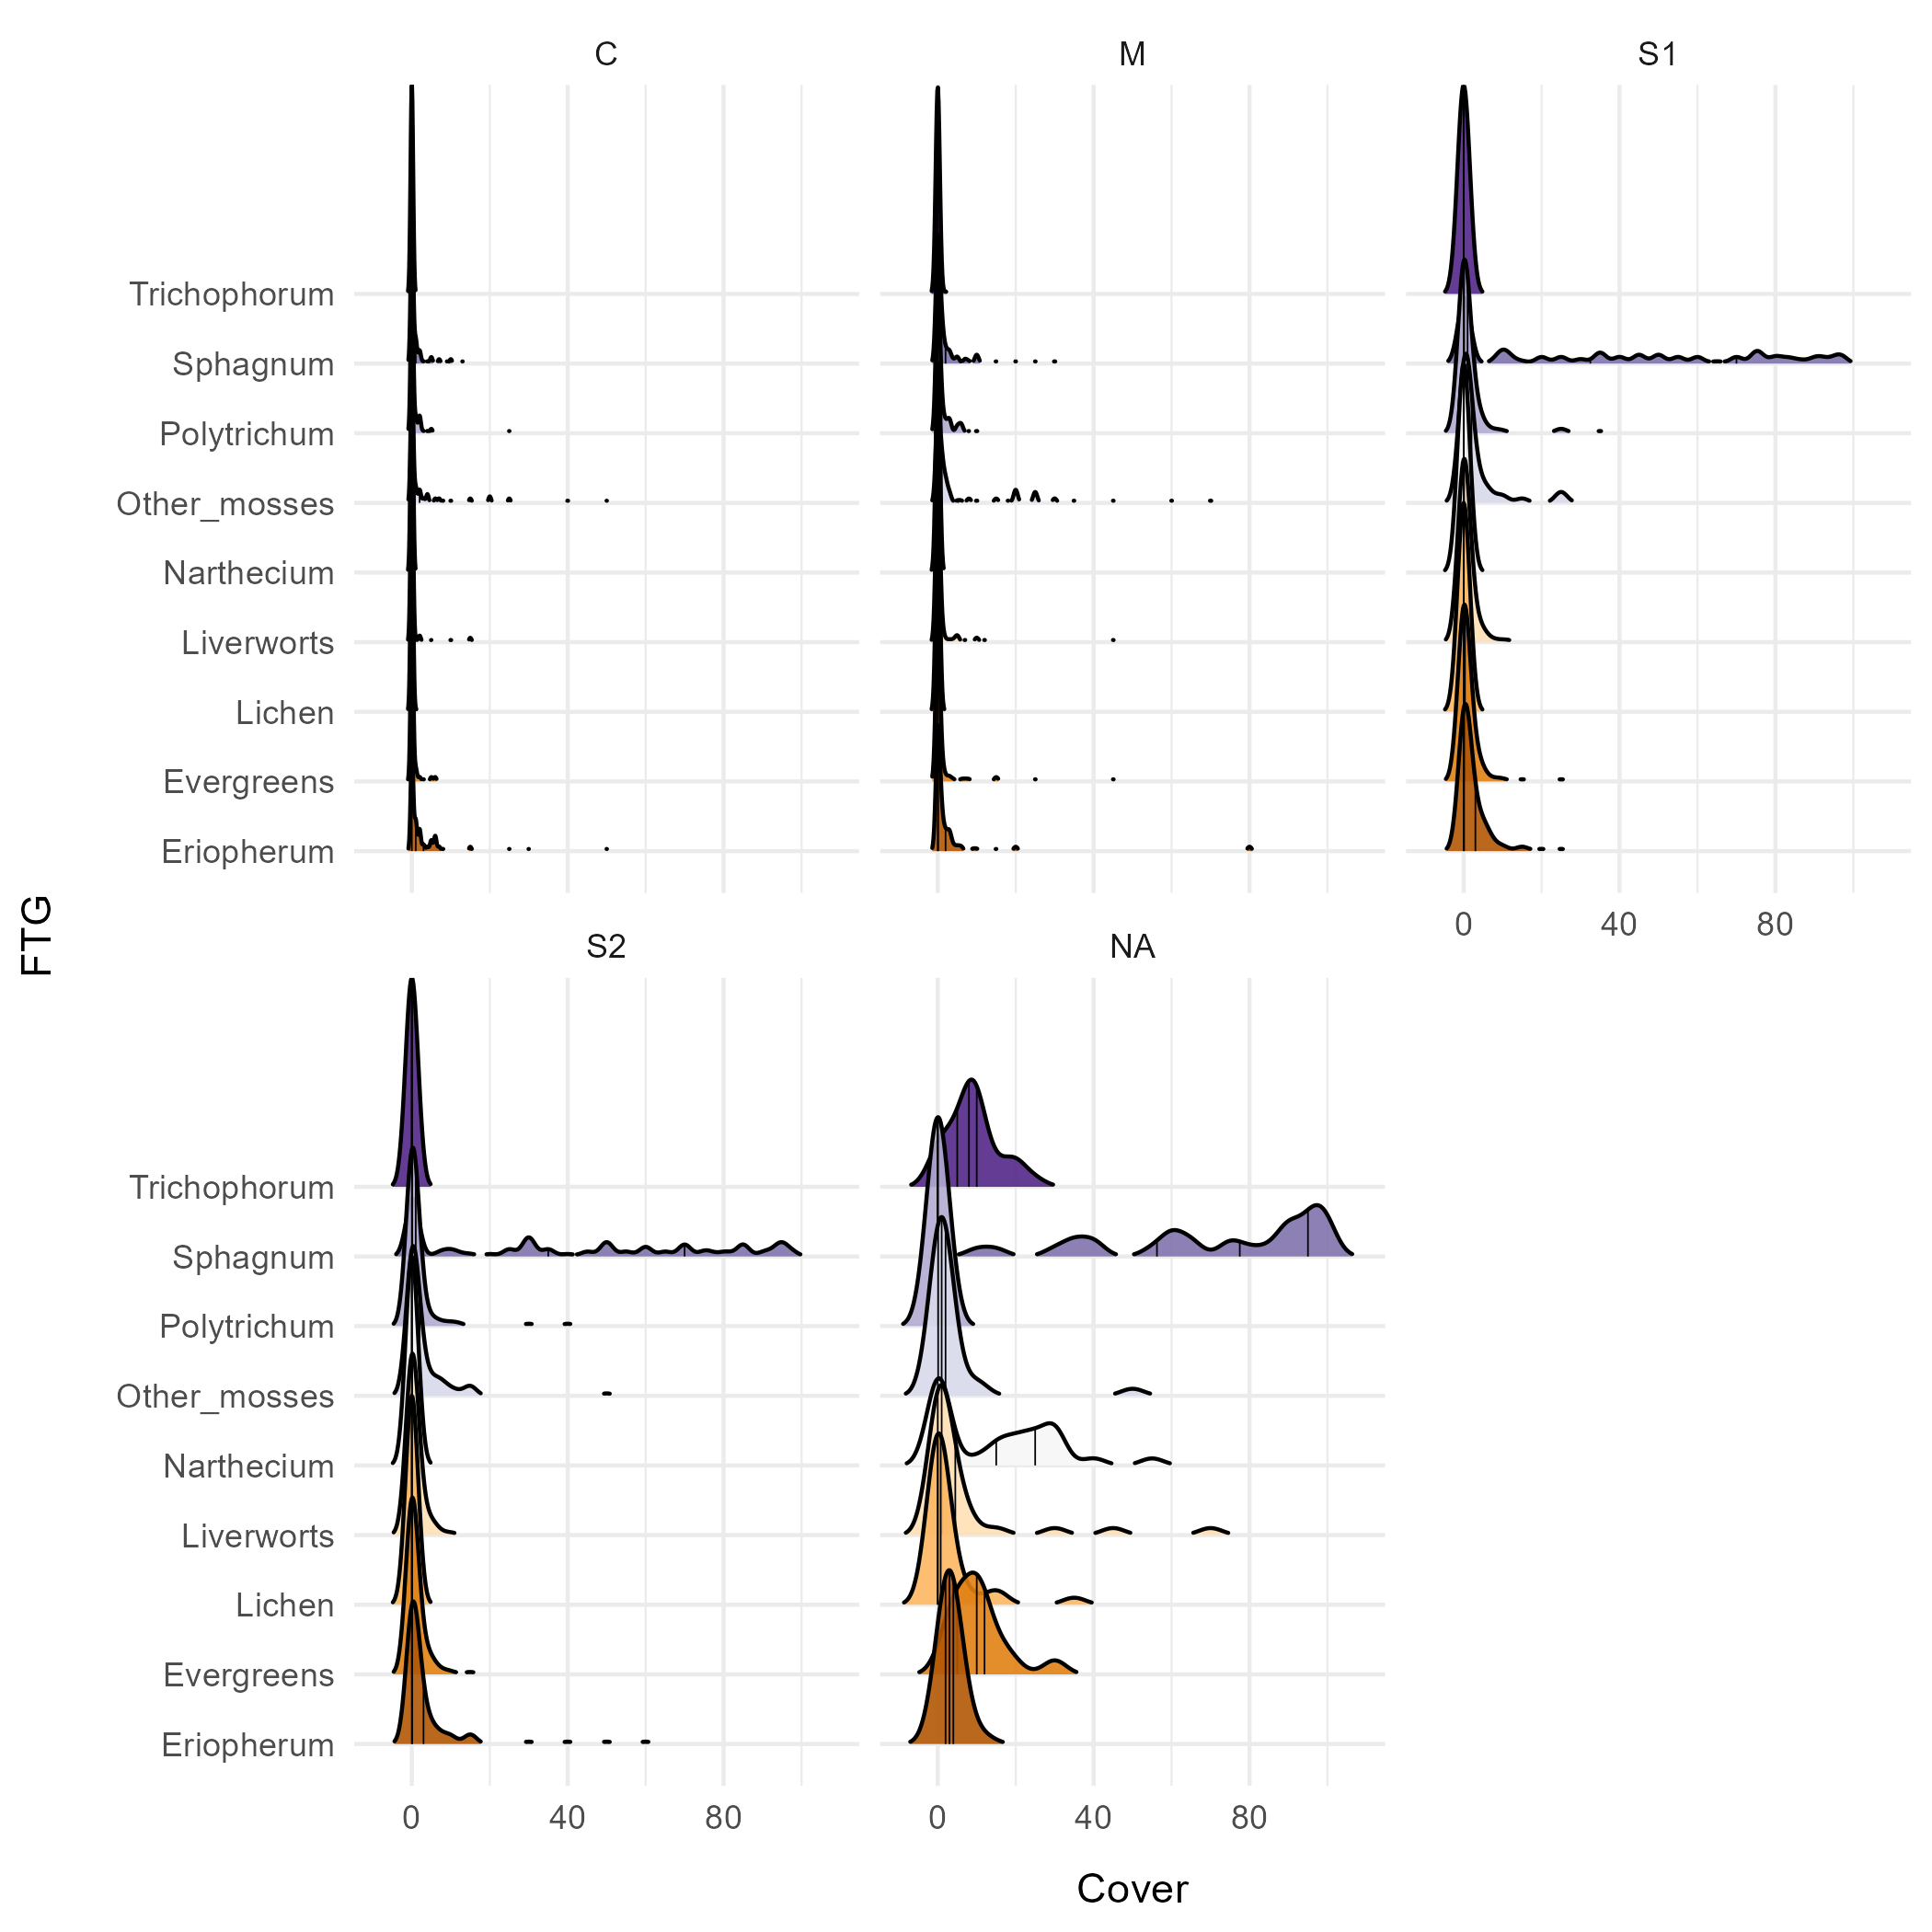 C
M
S1
Trichophorum
Sphagnum
Polytrichum
Other_mosses
Narthecium
Liverworts
Lichen
Evergreens
Eriopherum
0 40 80
FTG
S2
NA
Trichophorum
Sphagnum
Polytrichum
Other_mosses
Narthecium
Liverworts
Lichen
Evergreens
Eriopherum
0 40 80
0 40 80
Cover